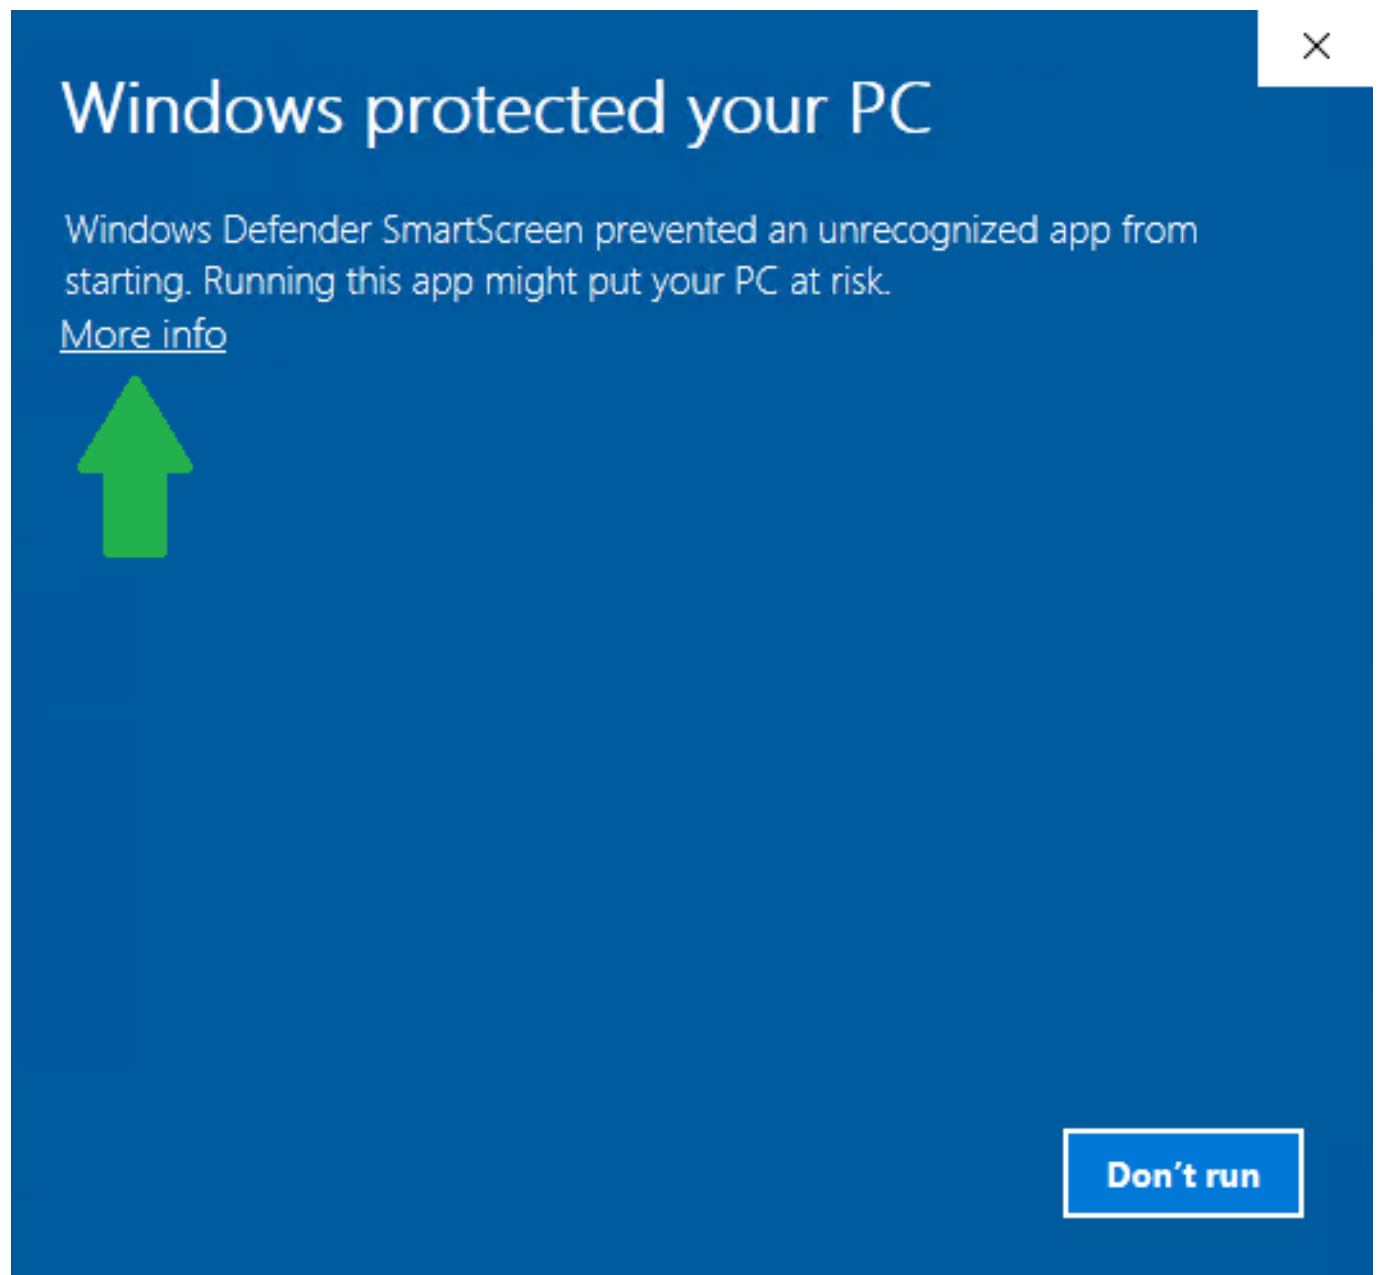 Windows protected your PC
Windows Defender SmartScreen prevented an unrecognized app from
starting. Running this app might put your PC at risk.
More info
Don’t run